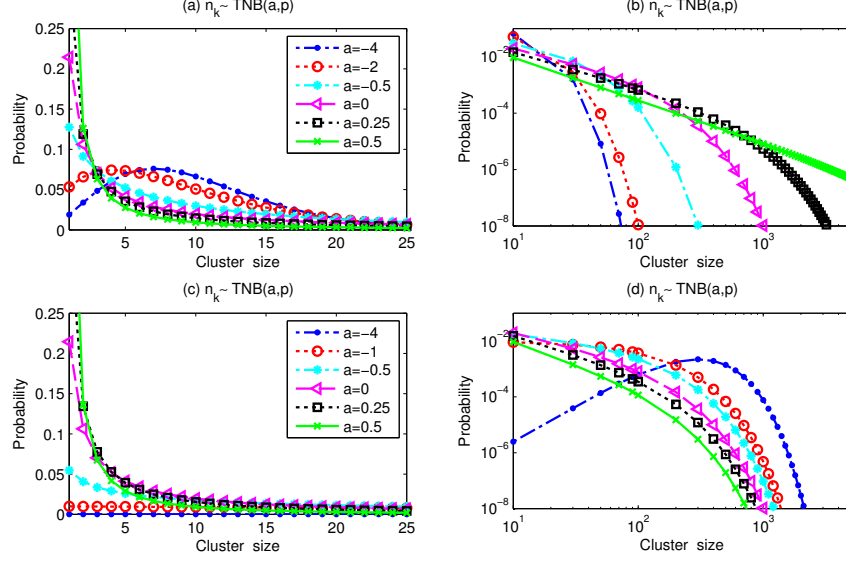 (a) n_k ~ TNB(a,p)
0.25
0.2
0.15
0.1
0.05
0
Probability
5
10
15
20
25
Cluster size
a=−4
a=−2
a=−0.5
a=0
a=0.25
a=0.5
(b) n_k ~ TNB(a,p)
10^−2
10^−4
10^−6
10^−8
Probability
10^1
10^2
10^3
Cluster size
(c) n_k ~ TNB(a,p)
0.25
0.2
0.15
0.1
0.05
0
Probability
5
10
15
20
25
Cluster size
a=−4
a=−1
a=−0.5
a=0
a=0.25
a=0.5
(d) n_k ~ TNB(a,p)
10^−2
10^−4
10^−6
10^−8
Probability
10^1
10^2
10^3
Cluster size